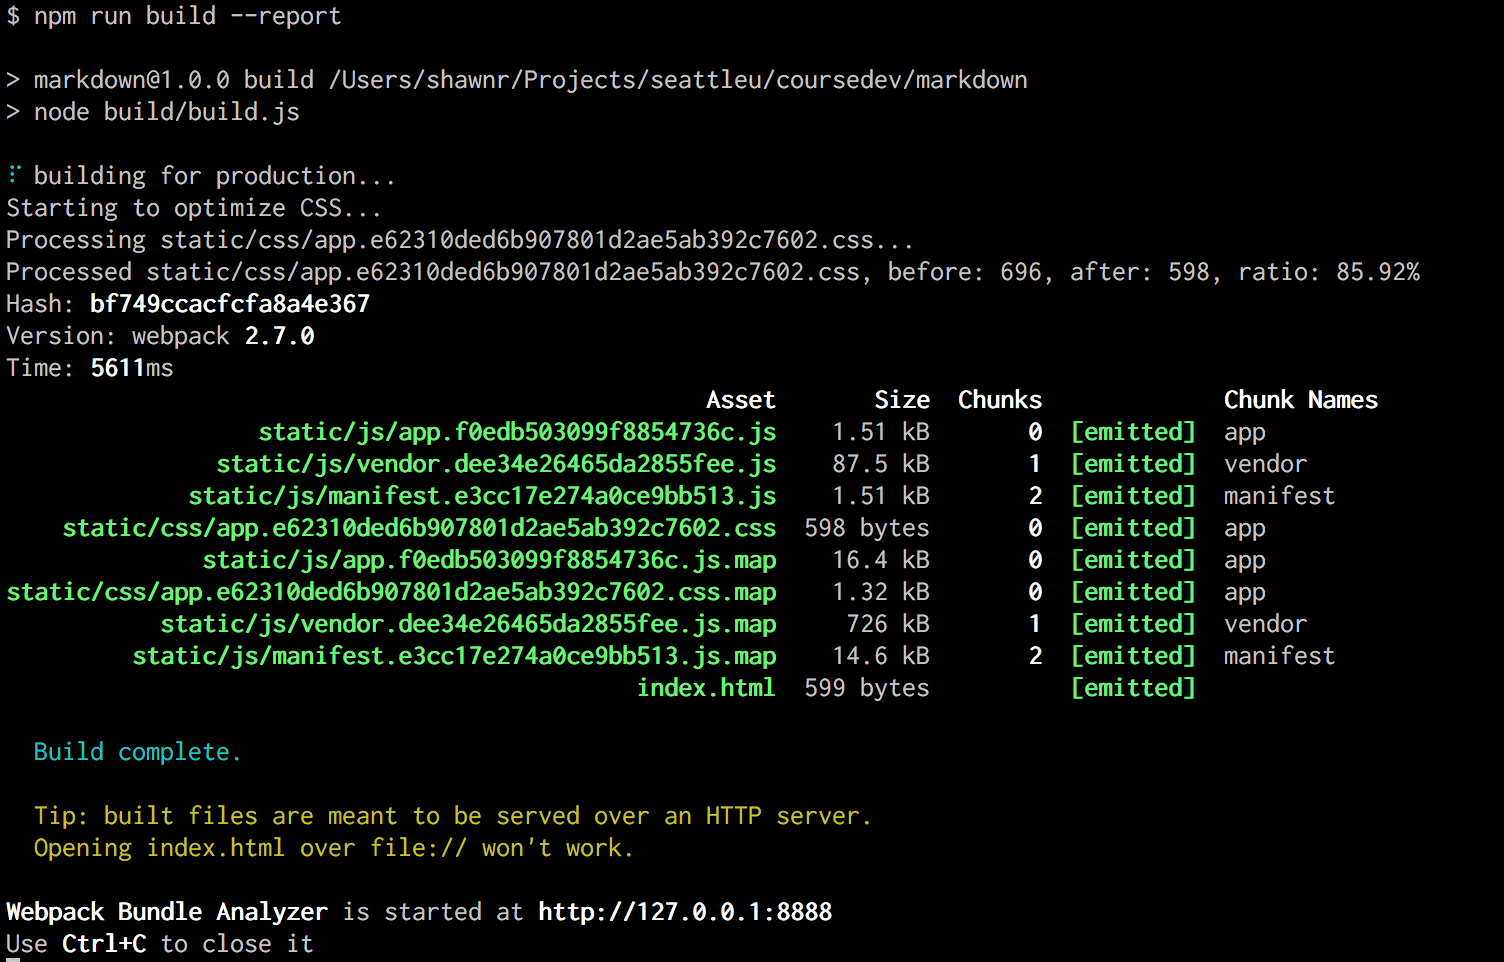 $ npm run build --report
> markdown@1.0.0 build /Users/shawnr/Projects/seattleu/coursedev/markdown
> node build/build.js
⠏ building for production...
Starting to optimize CSS...
Processing static/css/app.e62310ded6b907801d2ae5ab392c7602.css...
Processed static/css/app.e62310ded6b907801d2ae5ab392c7602.css, before: 696, after: 598, ratio: 85.92%
Hash: bf749ccacfcfa8a4e367
Version: webpack 2.7.0
Time: 5611ms
Asset Size Chunks Chunk Names
static/js/app.f0edb503099f8854736c.js 1.51 kB 0 [emitted] app
static/js/vendor.dee34e26465da2855fee.js 87.5 kB 1 [emitted] vendor
static/js/manifest.e3cc17e274a0ce9bb513.js 1.51 kB 2 [emitted] manifest
static/css/app.e62310ded6b907801d2ae5ab392c7602.css 598 bytes 0 [emitted] app
static/js/app.f0edb503099f8854736c.js.map 16.4 kB 0 [emitted] app
static/css/app.e62310ded6b907801d2ae5ab392c7602.css.map 1.32 kB 0 [emitted] app
static/js/vendor.dee34e26465da2855fee.js.map 726 kB 1 [emitted] vendor
static/js/manifest.e3cc17e274a0ce9bb513.js.map 14.6 kB 2 [emitted] manifest
index.html 599 bytes [emitted]
Build complete.
Tip: built files are meant to be served over an HTTP server.
Opening index.html over file:// won't work.
Webpack Bundle Analyzer is started at http://127.0.0.1:8888
Use Ctrl+C to close it